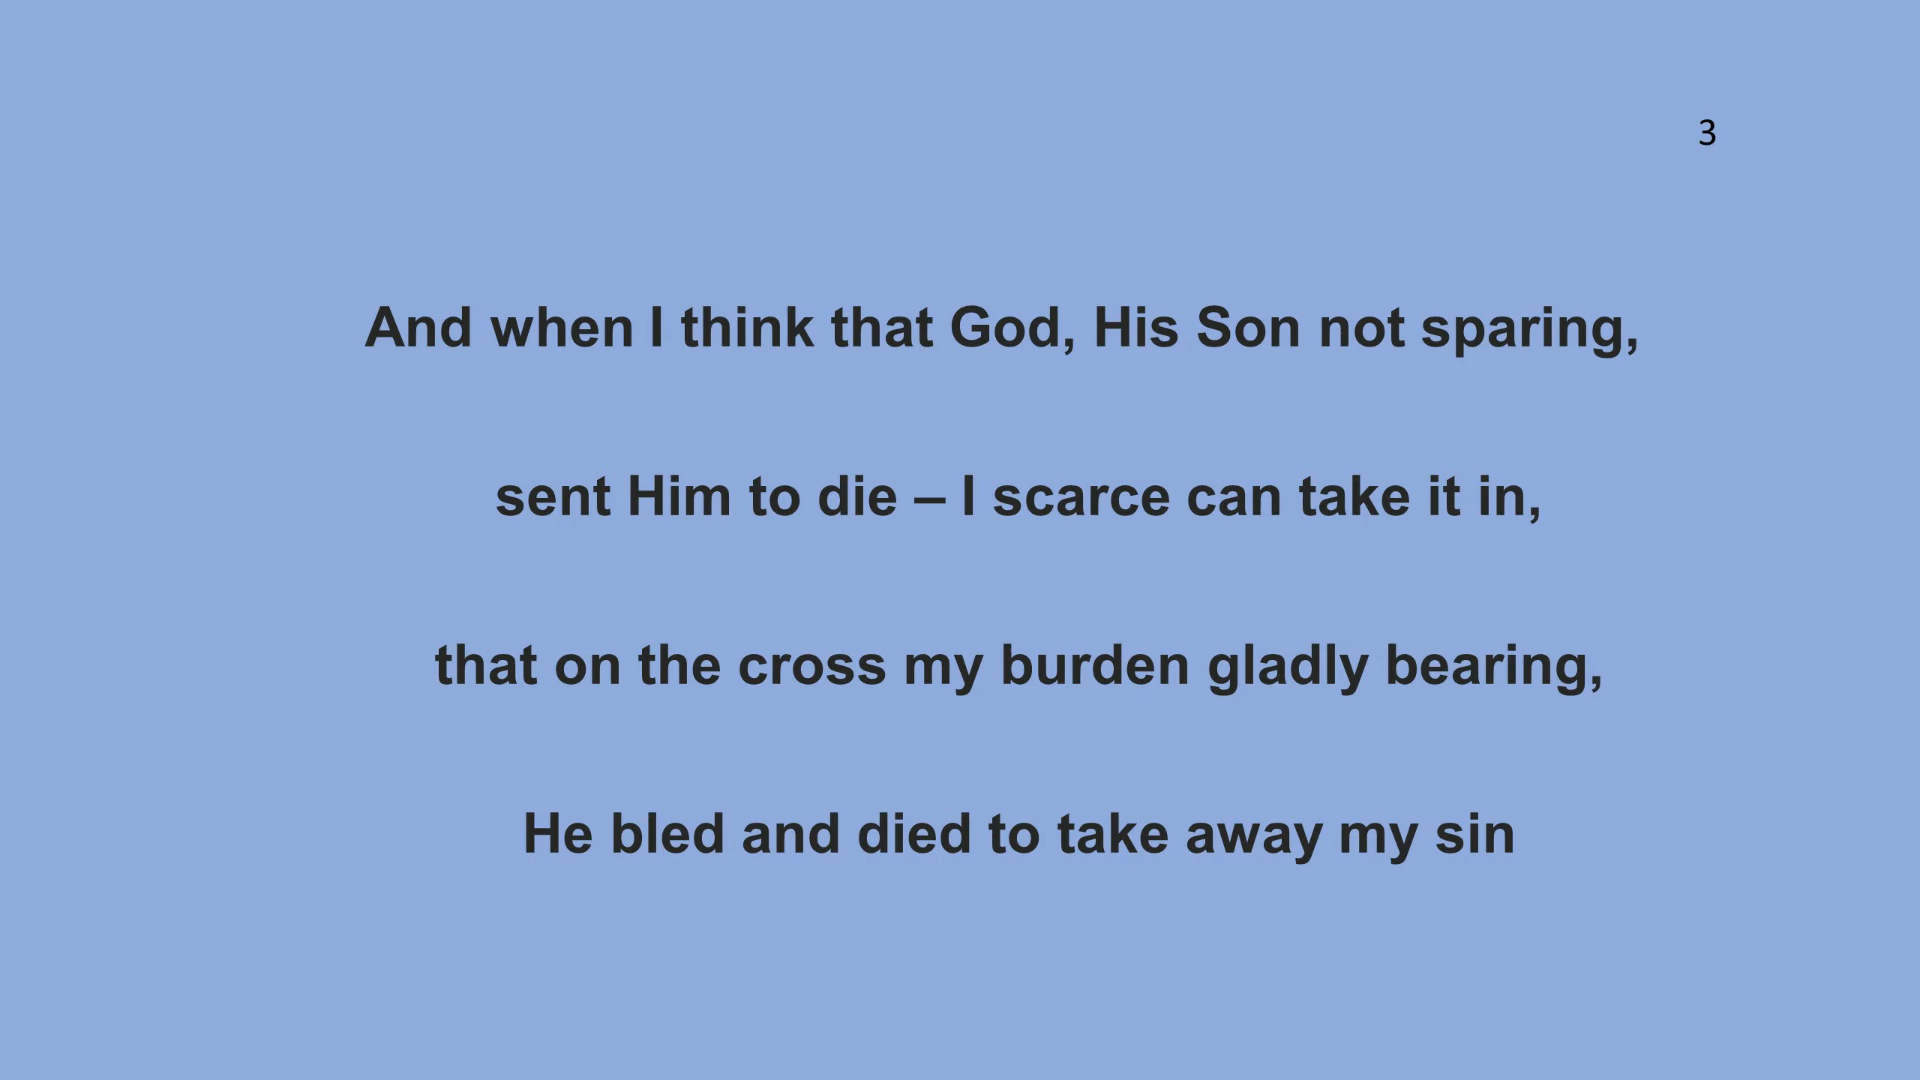 3
And when I think that God, His Son not sparing,
sent Him to die – I scarce can take it in,
that on the cross my burden gladly bearing,
He bled and died to take away my sin